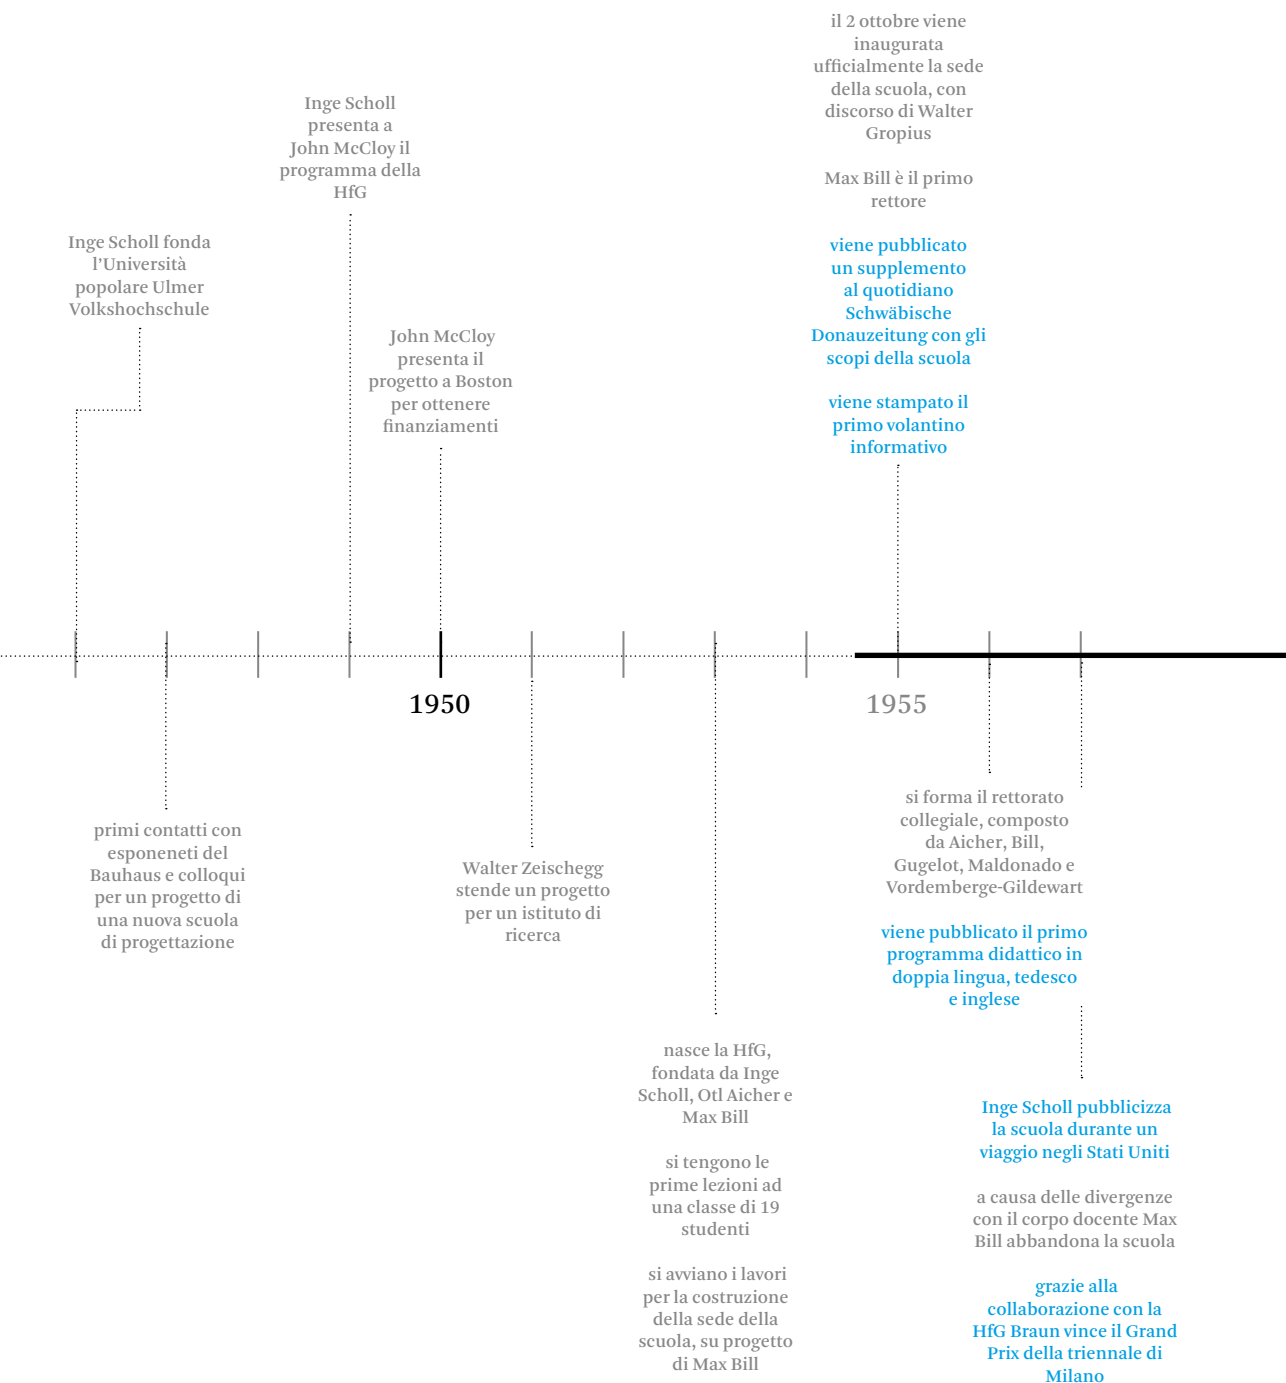 il 2 ottobre viene
inaugurata
ufficialmente la sede
della scuola, con
discorso di Walter
Gropius
Max Bill è il primo
rettore
viene pubblicato
un supplemento
al quotidiano
Schwäbische
Donauzeitung con gli
scopi della scuola
viene stampato il
primo volantino
informativo
Inge Scholl
presenta a
John McCloy il
programma della
HfG
Inge Scholl fonda
l'Università
popolare Ulmer
Volkshochschule
John McCloy
presenta il
progetto a Boston
per ottenere
finanziamenti
1950
1955
primi contatti con
esponeneti del
Bauhaus e colloqui
per un progetto di
una nuova scuola
di progettazione
Walter Zeischegg
stende un progetto
per un istituto di
ricerca
si forma il rettorato
collegiale, composto
da Aicher, Bill,
Gugelot, Maldonado e
Vordemberge-Gildewart
viene pubblicato il primo
programma didattico in
doppia lingua, tedesco
e inglese
nasce la HfG,
fondata da Inge
Scholl, Otl Aicher e
Max Bill
si tengono le
prime lezioni ad
una classe di 19
studenti
si avviano i lavori
per la costruzione
della sede della
scuola, su progetto
di Max Bill
Inge Scholl pubblicizza
la scuola durante un
viaggio negli Stati Uniti
a causa delle divergenze
con il corpo docente Max
Bill abbandona la scuola
grazie alla
collaborazione con la
HfG Braun vince il Grand
Prix della triennale di
Milano